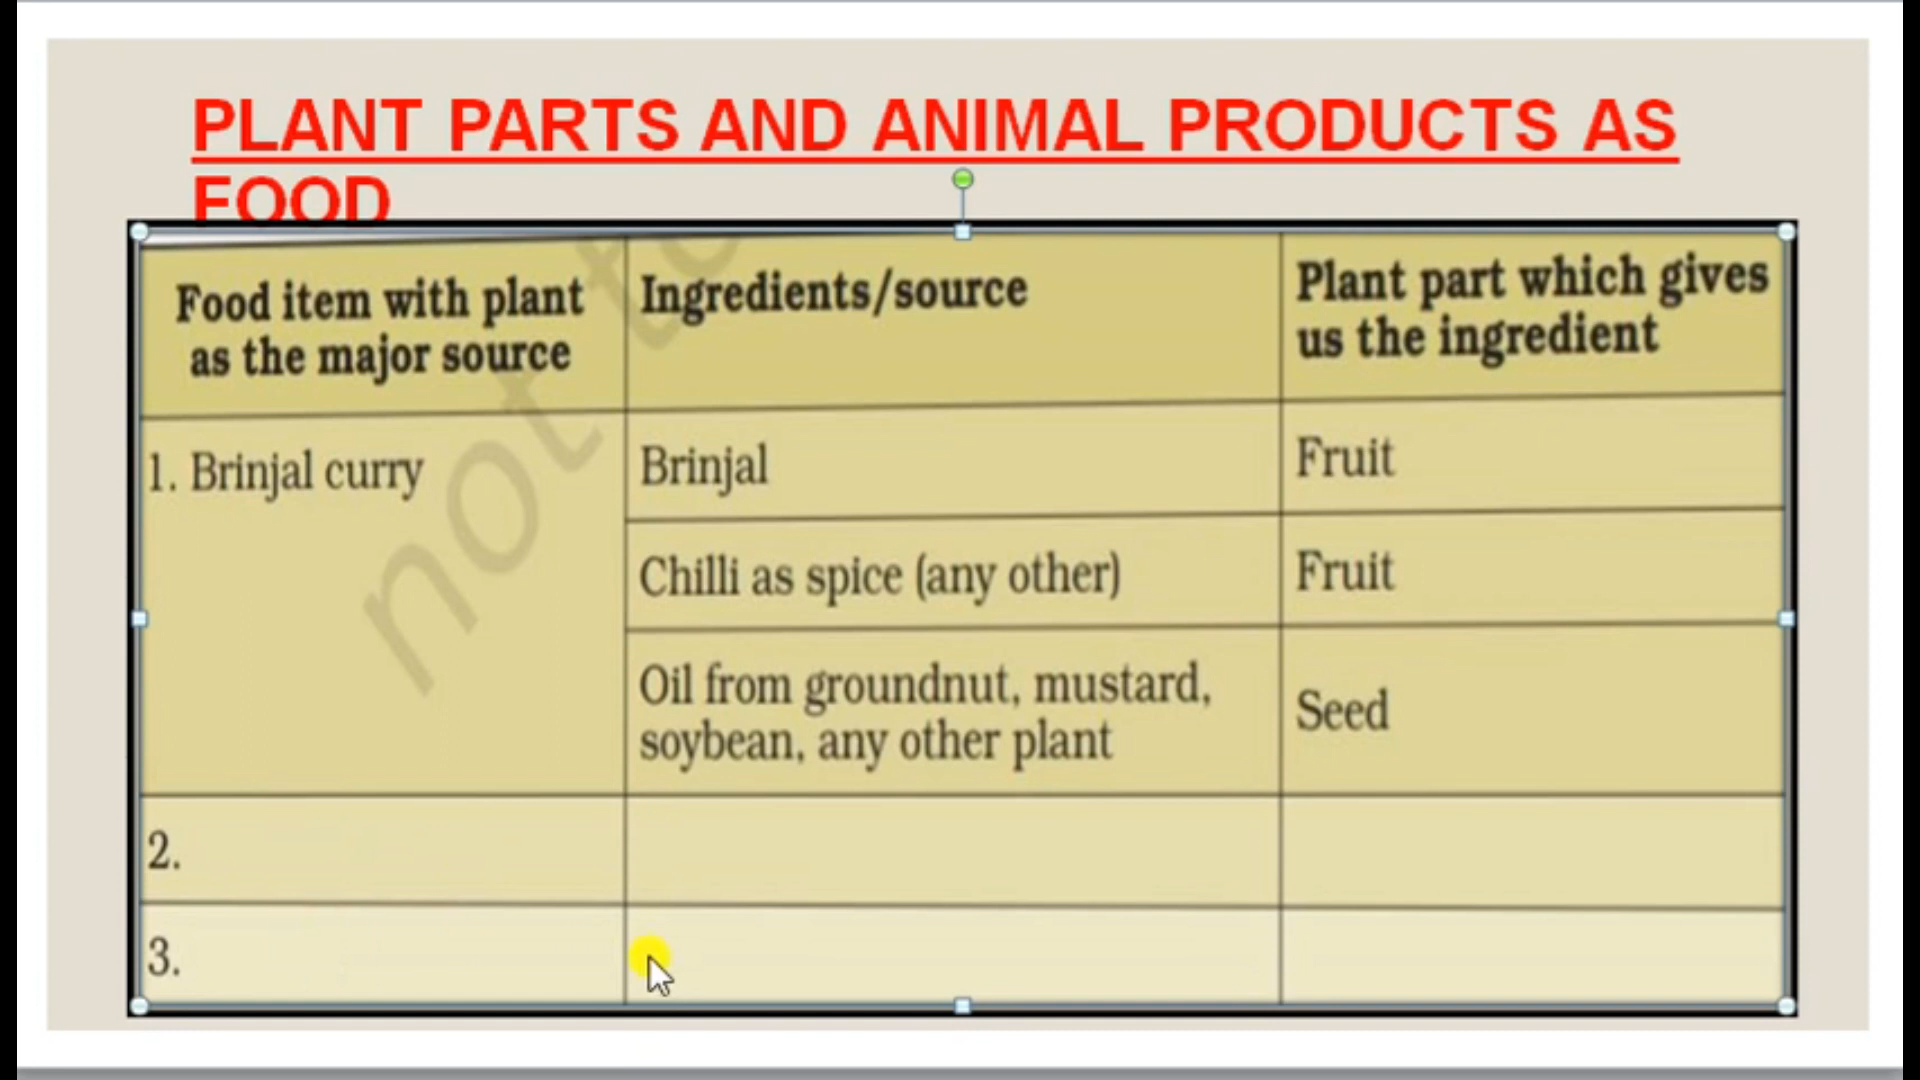 PLANT PARTS AND ANIMAL PRODUCTS AS
FOOD
Food item with plant
as the major source
Ingredients/source
Plant part which gives
us the ingredient
1. Brinjal curry
Brinjal
Fruit
Chilli as spice (any other)
Fruit
Oil from groundnut, mustard,
soybean, any other plant
Seed
2.
3.
not to